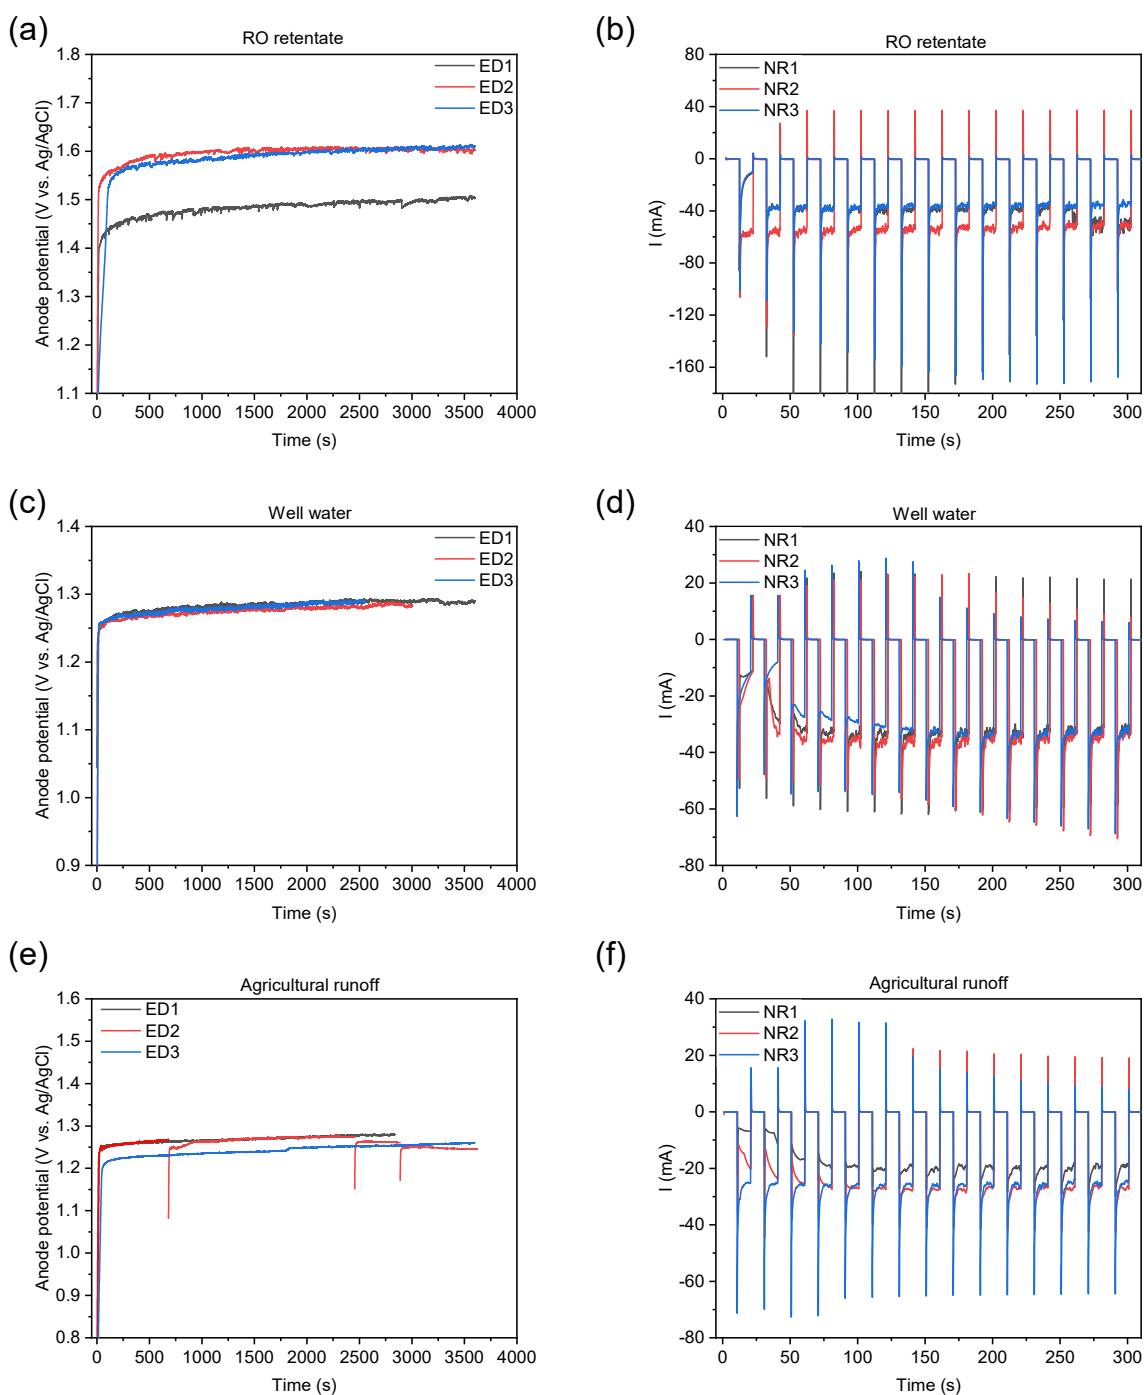 (a)
RO retentate
ED1
ED2
ED3
1.8
1.7
1.6
1.5
1.4
1.3
1.2
1.1
Anode potential (V vs. Ag/AgCl)
0 500 1000 1500 2000 2500 3000 3500 4000
Time (s)
(b)
RO retentate
NR1
NR2
NR3
80
40
0
-40
-80
-120
-160
I (mA)
0 50 100 150 200 250 300
Time (s)
(c)
Well water
ED1
ED2
ED3
1.4
1.3
1.2
1.1
1.0
0.9
Anode potential (V vs. Ag/AgCl)
0 500 1000 1500 2000 2500 3000 3500 4000
Time (s)
(d)
Well water
NR1
NR2
NR3
40
20
0
-20
-40
-60
-80
I (mA)
0 50 100 150 200 250 300
Time (s)
(e)
Agricultural runoff
ED1
ED2
ED3
1.6
1.5
1.4
1.3
1.2
1.1
1.0
0.9
0.8
Anode potential (V vs. Ag/AgCl)
0 500 1000 1500 2000 2500 3000 3500 4000
Time (s)
(f)
Agricultural runoff
NR1
NR2
NR3
40
20
0
-20
-40
-60
-80
I (mA)
0 50 100 150 200 250 300
Time (s)